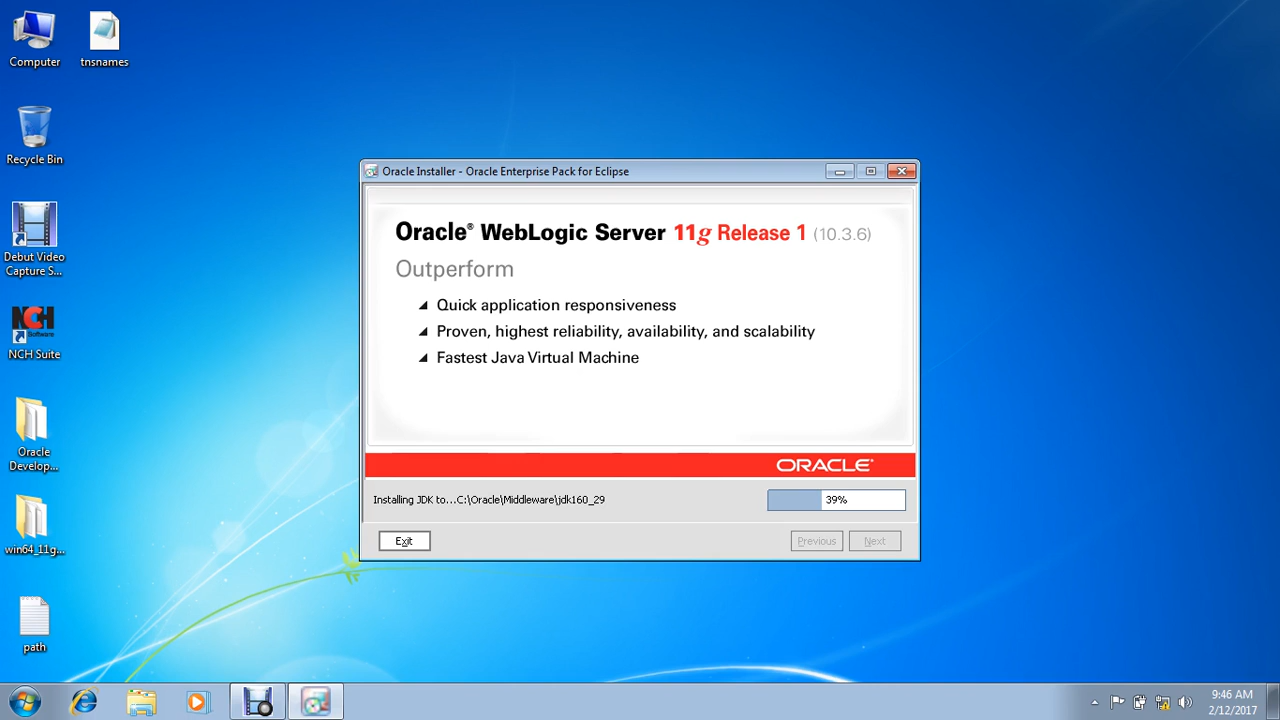 Computer
tnsnames
Recycle Bin
Debut Video
Capture S...
NCH
Software
NCH Suite
Oracle
Develop...
win64_11g...
path
Oracle Installer - Oracle Enterprise Pack for Eclipse
Oracle® WebLogic Server 11g Release 1 (10.3.6)
Outperform
Quick application responsiveness
Proven, highest reliability, availability, and scalability
Fastest Java Virtual Machine
ORACLE®
Installing JDK to...C:\Oracle\Middleware\jdk160_29
39%
Exit
Previous
Next
9:46 AM
2/12/2017